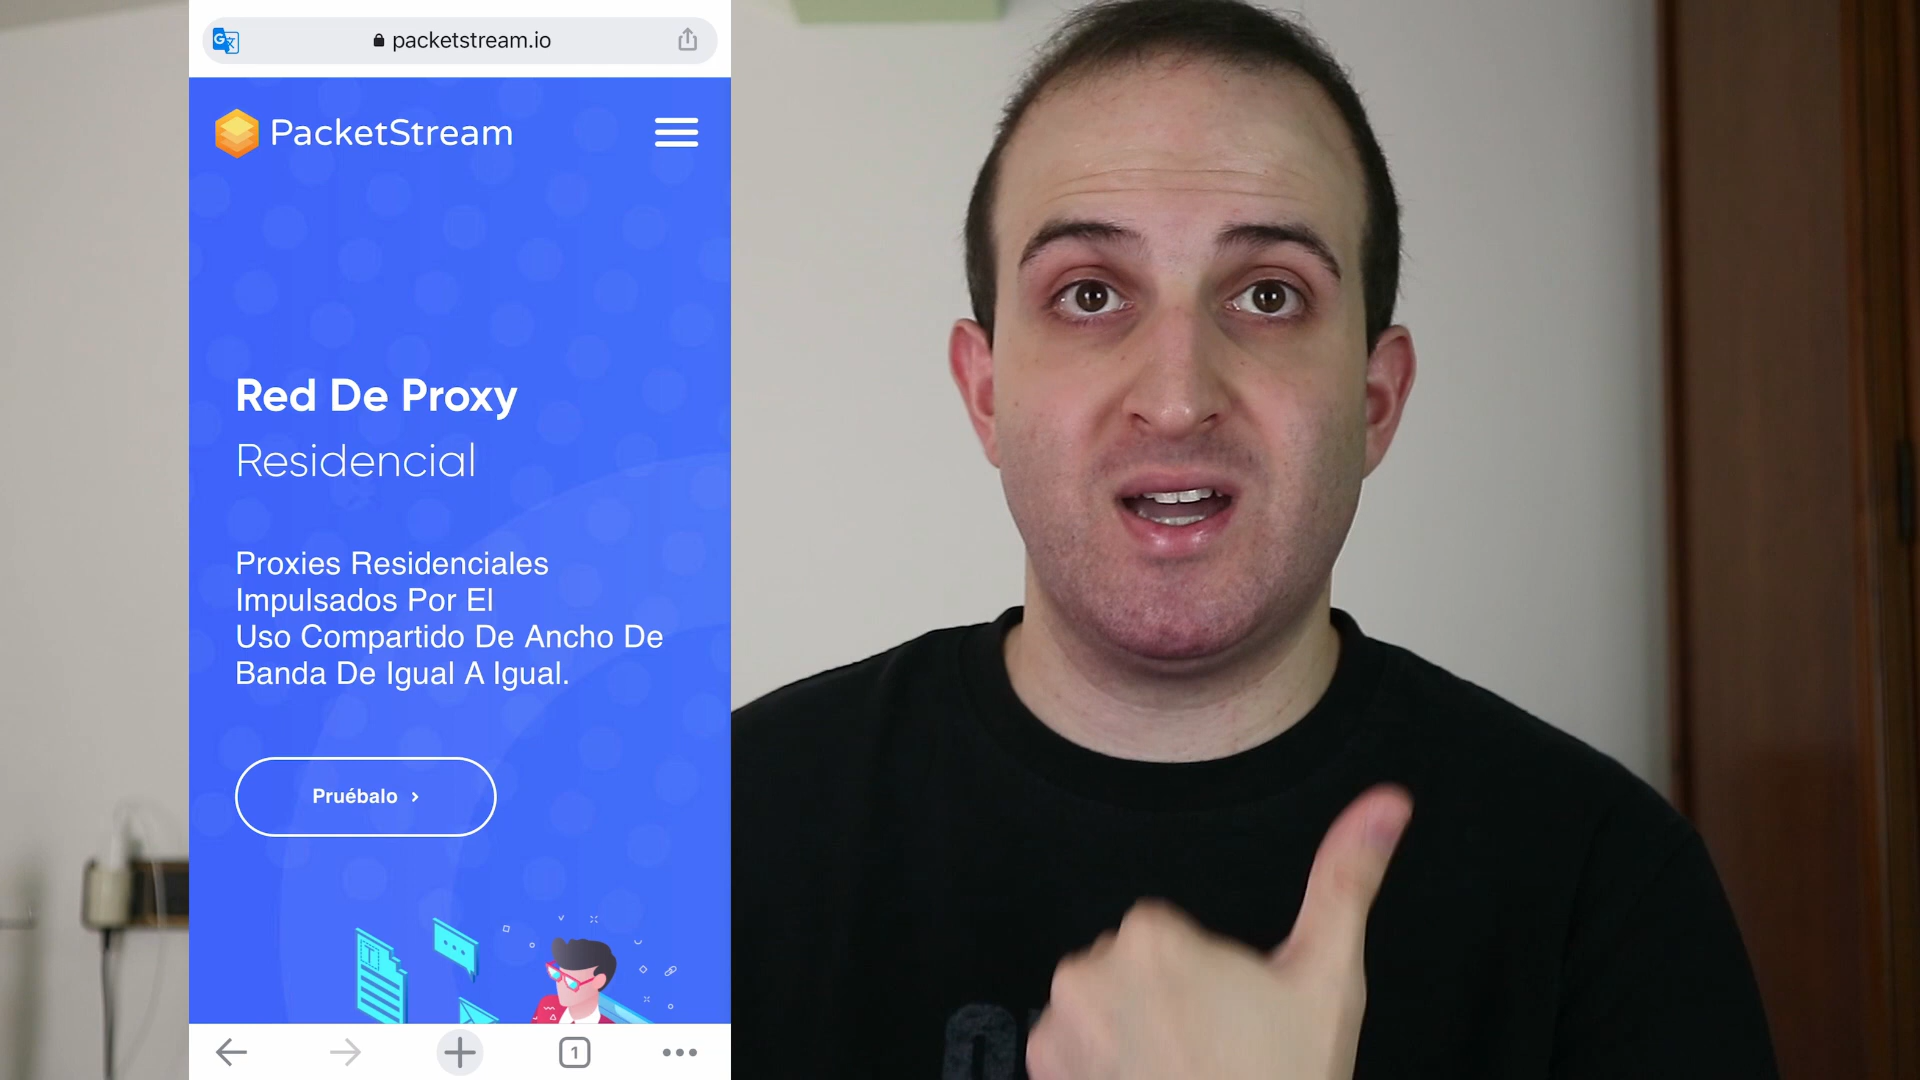 packetstream.io
PacketStream
Red De Proxy
Residencial
Proxies Residenciales
Impulsados Por El
Uso Compartido De Ancho De
Banda De Igual A Igual.
Pruébalo
1